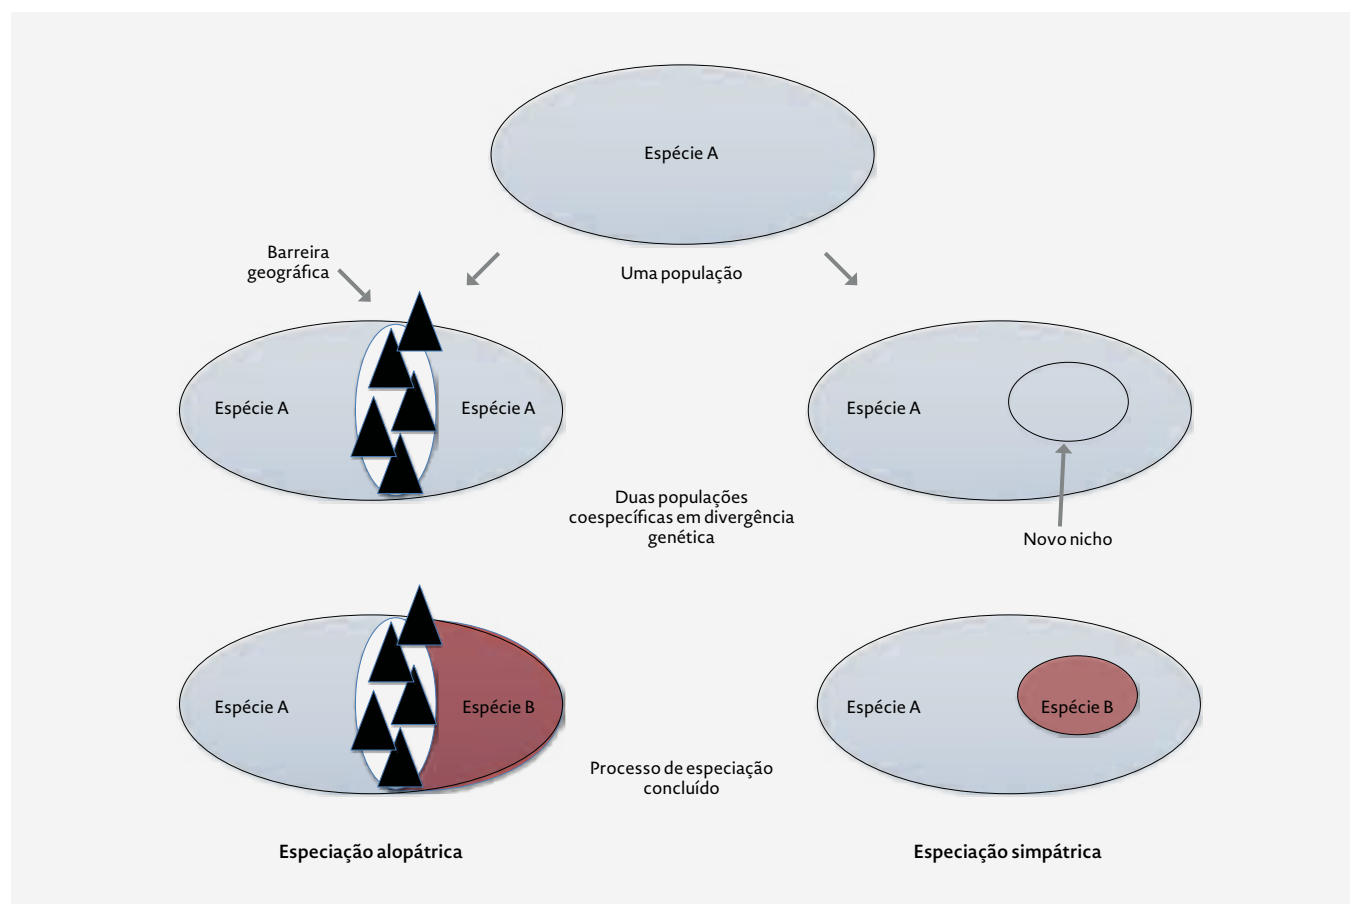 Espécie A
Uma população
Barreira
geográfica
Espécie A
Espécie A
Espécie A
Duas populações
coespecíficas em divergência
genética
Novo nicho
Espécie A
Espécie B
Espécie A
Espécie B
Processo de especiação
concluído
Especiação alopátrica
Especiação simpátrica